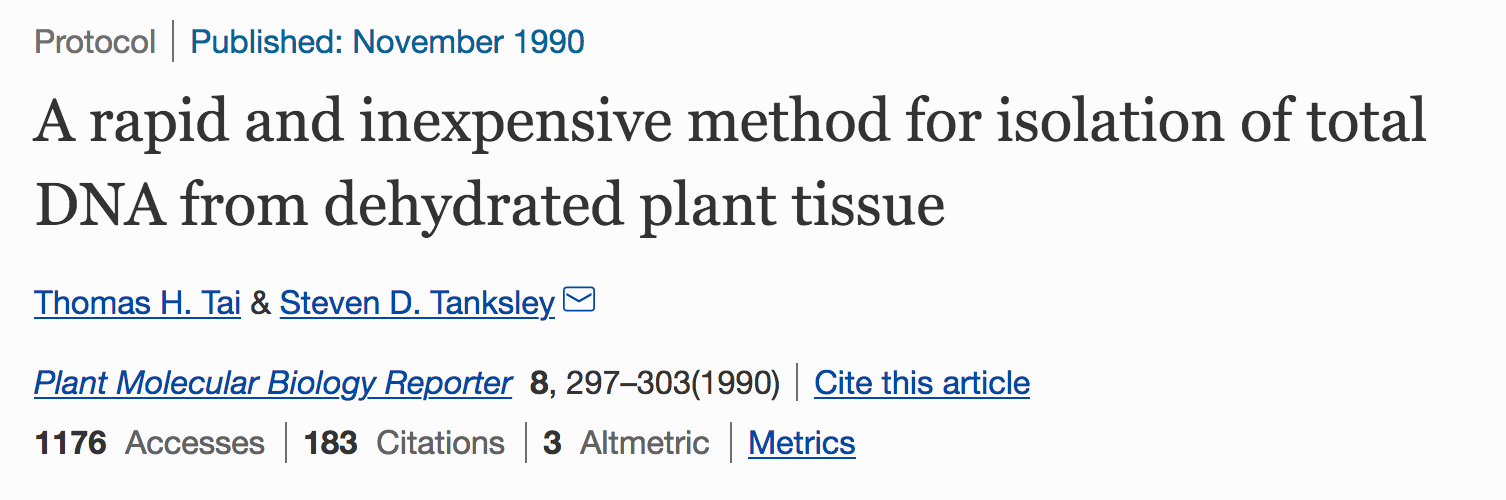 Protocol | Published: November 1990
A rapid and inexpensive method for isolation of total
DNA from dehydrated plant tissue
Thomas H. Tai & Steven D. Tanksley
Plant Molecular Biology Reporter 8, 297–303(1990) | Cite this article
1176 Accesses | 183 Citations | 3 Altmetric | Metrics